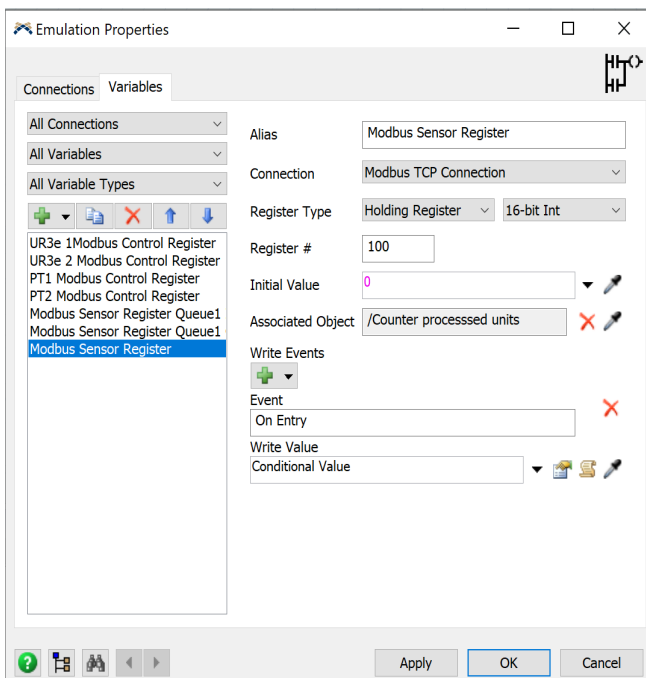 Emulation Properties
Connections
Variables
All Connections
All Variables
All Variable Types
UR3e 1Modbus Control Register
UR3e 2 Modbus Control Register
PT1 Modbus Control Register
PT2 Modbus Control Register
Modbus Sensor Register Queue1
Modbus Sensor Register Queue1
Modbus Sensor Register
Alias
Modbus Sensor Register
Connection
Modbus TCP Connection
Register Type
Holding Register
16-bit Int
Register #
100
Initial Value
0
Associated Object
/Counter processsed units
Write Events
Event
On Entry
Write Value
Conditional Value
Apply
OK
Cancel